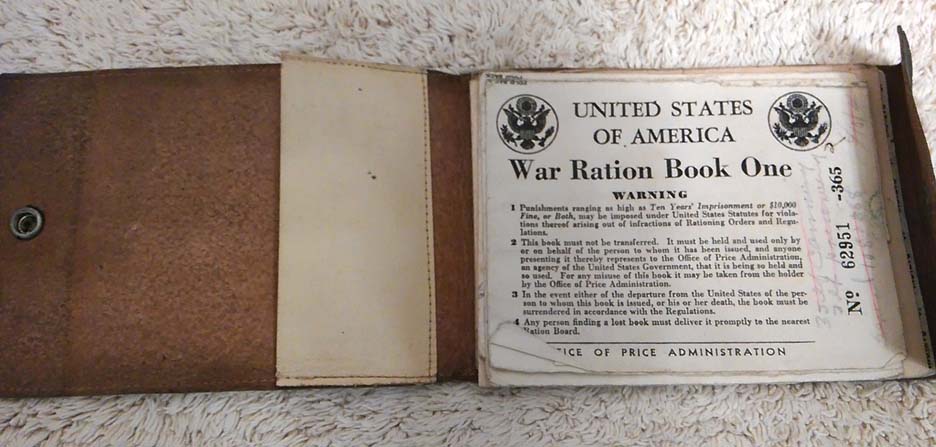 UNITED STATES
OF AMERICA
War Ration Book One
WARNING
1 Punishments ranging as high as Ten Years' Imprisonment or $10,000
Fine, or Both, may be imposed under United States Statutes for viola-
tions thereof arising out of infractions of Rationing Orders and Regu-
lations.
2 This book must not be transferred. It must be held and used only by
or on behalf of the person to whom it has been issued, and anyone
presenting it thereby represents to the Office of Price Administration,
an agency of the United States Government, that it is being so held and
so used. For any misuse of this book it may be taken from the holder
by the Office of Price Administration.
3 In the event either of the departure from the United States of the per-
son to whom this book is issued, or his or her death, the book must be
surrendered in accordance with the Regulations.
4 Any person finding a lost book must deliver it promptly to the nearest
Ration Board.
ICE OF PRICE ADMINISTRATION
Nº 62951 -365